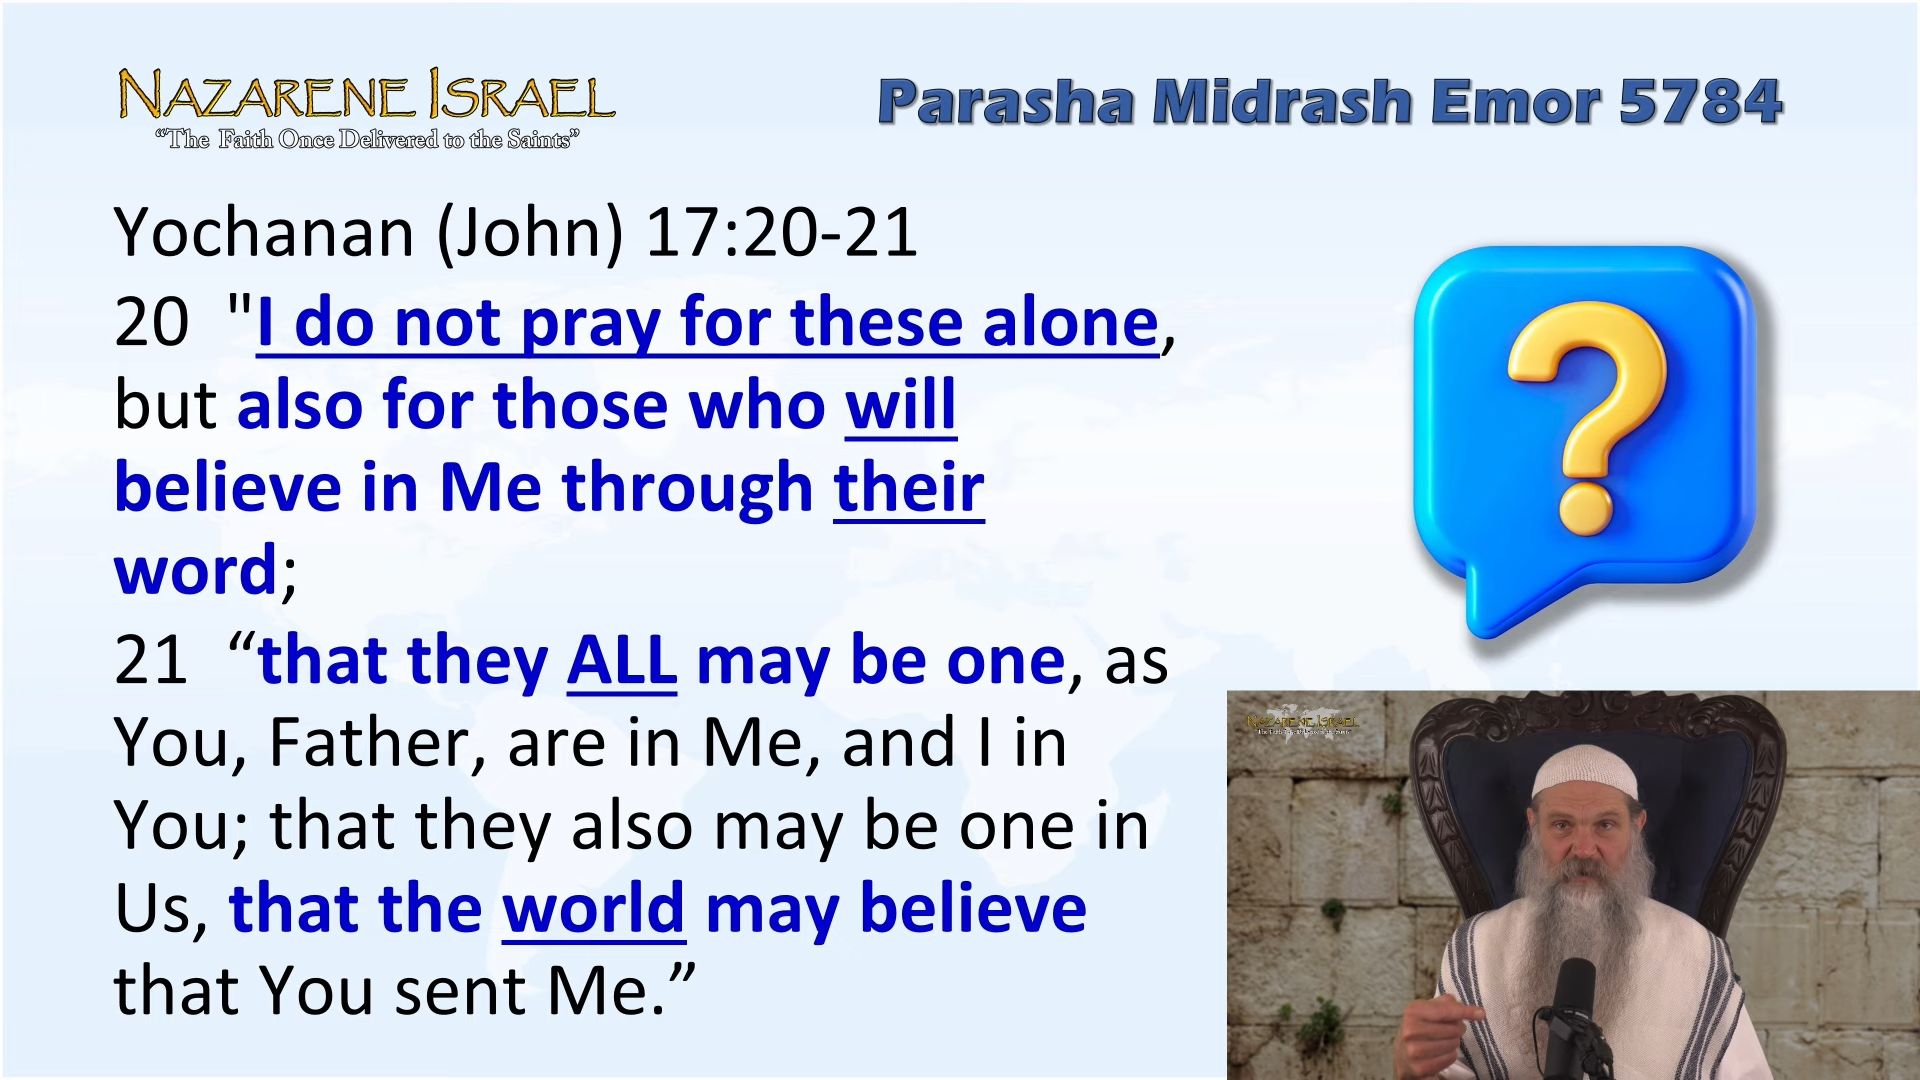 NAZARENE ISRAEL
“The Faith Once Delivered to the Saints”
Parasha Midrash Emor 5784
Yochanan (John) 17:20-21
20 "I do not pray for these alone,
but also for those who will
believe in Me through their
word;
21 “that they ALL may be one, as
You, Father, are in Me, and I in
You; that they also may be one in
Us, that the world may believe
that You sent Me.”
?
NAZARENE ISRAEL